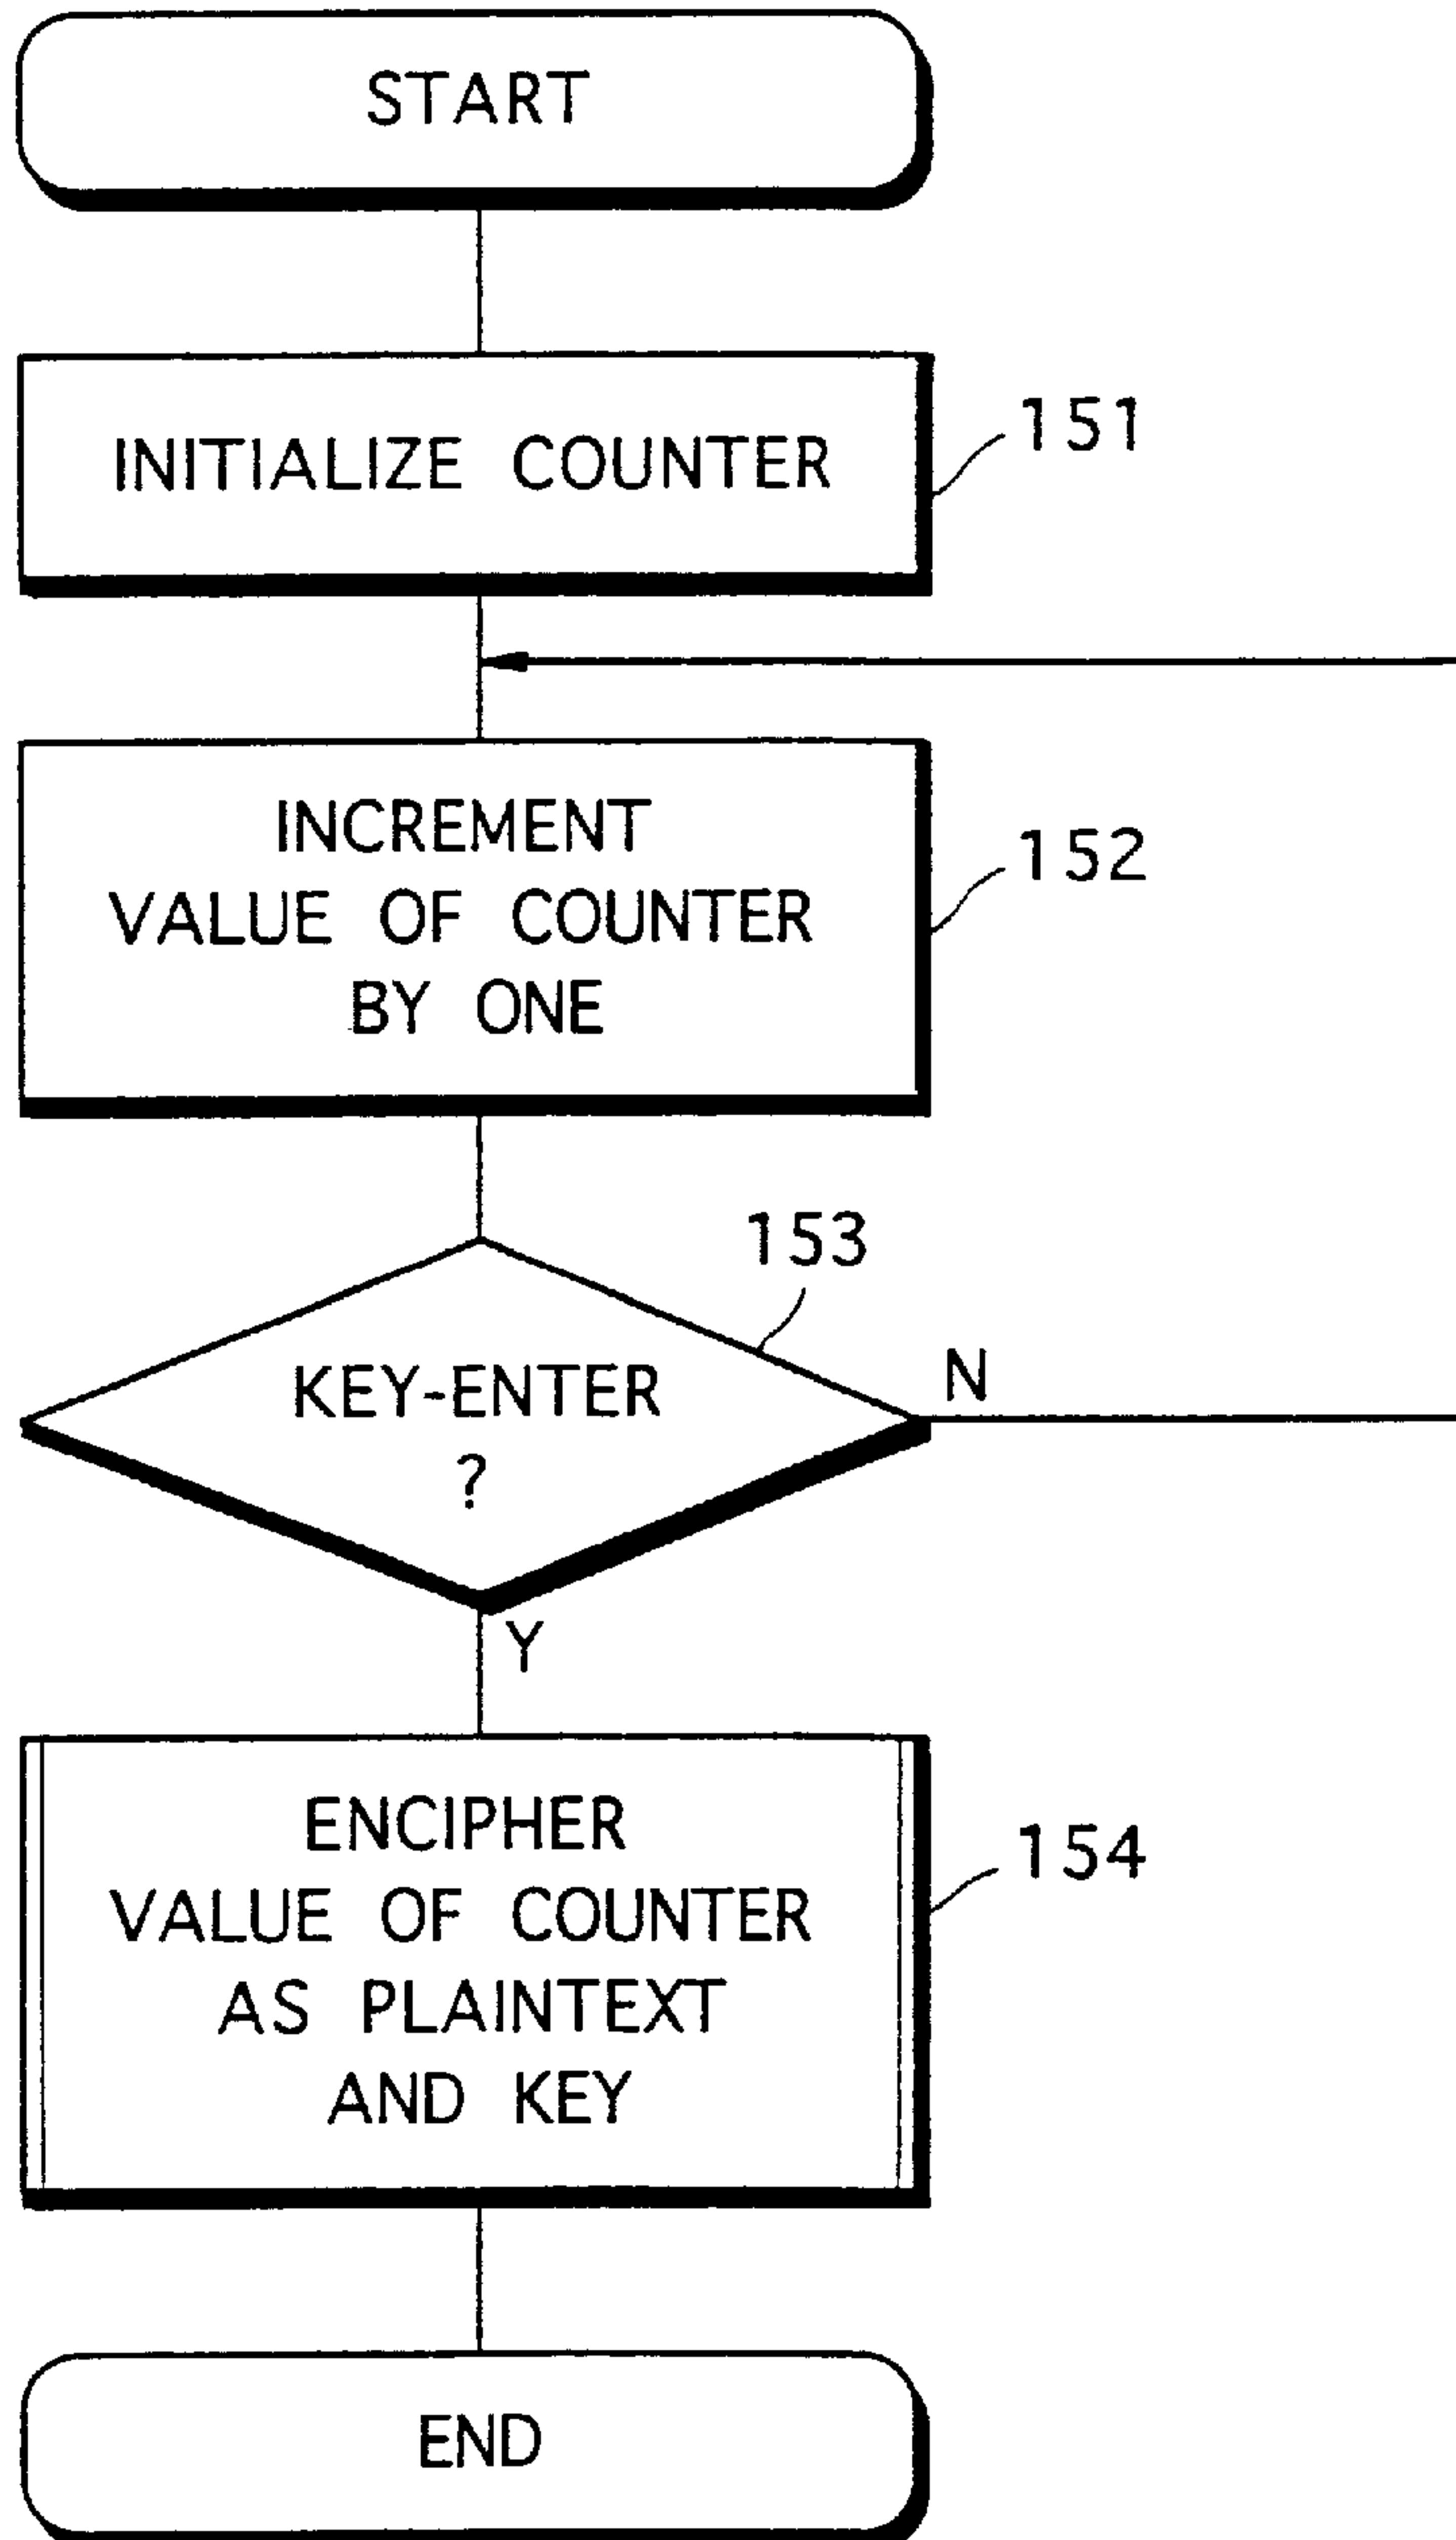 START
INITIALIZE COUNTER
151
INCREMENT
VALUE OF COUNTER
BY ONE
152
153
KEY-ENTER
?
N
Y
ENCIPHER
VALUE OF COUNTER
AS PLAINTEXT
AND KEY
154
END